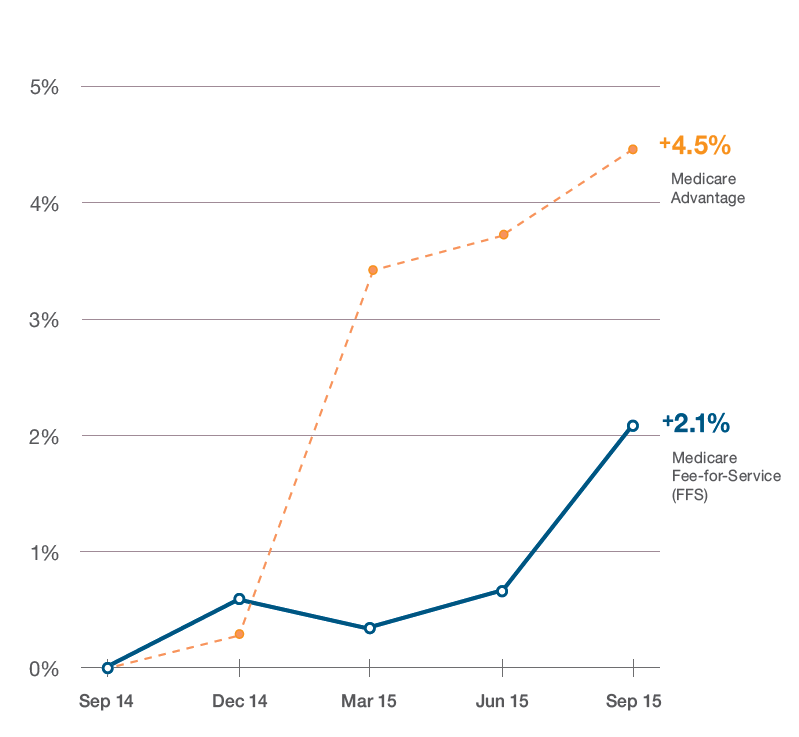 5%
+4.5%
Medicare
Advantage
4%
3%
2%
+2.1%
Medicare
Fee-for-Service
(FFS)
1%
0%
Sep 14 Dec 14 Mar 15 Jun 15 Sep 15